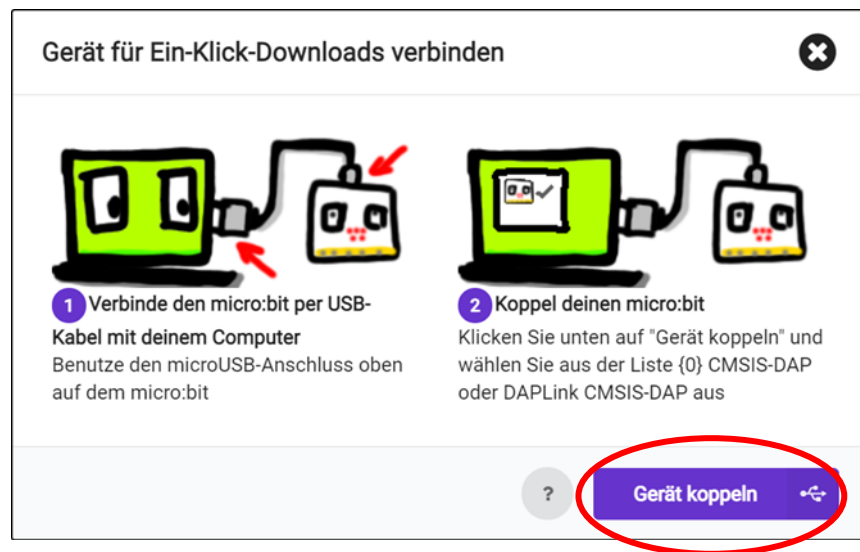 Gerät für Ein-Klick-Downloads verbinden
1 Verbinde den micro:bit per USB-
Kabel mit deinem Computer
Benutze den microUSB-Anschluss oben
auf dem micro:bit
2 Koppel deinen micro:bit
Klicken Sie unten auf "Gerät koppeln" und
wählen Sie aus der Liste {0} CMSIS-DAP
oder DAPLink CMSIS-DAP aus
?
Gerät koppeln